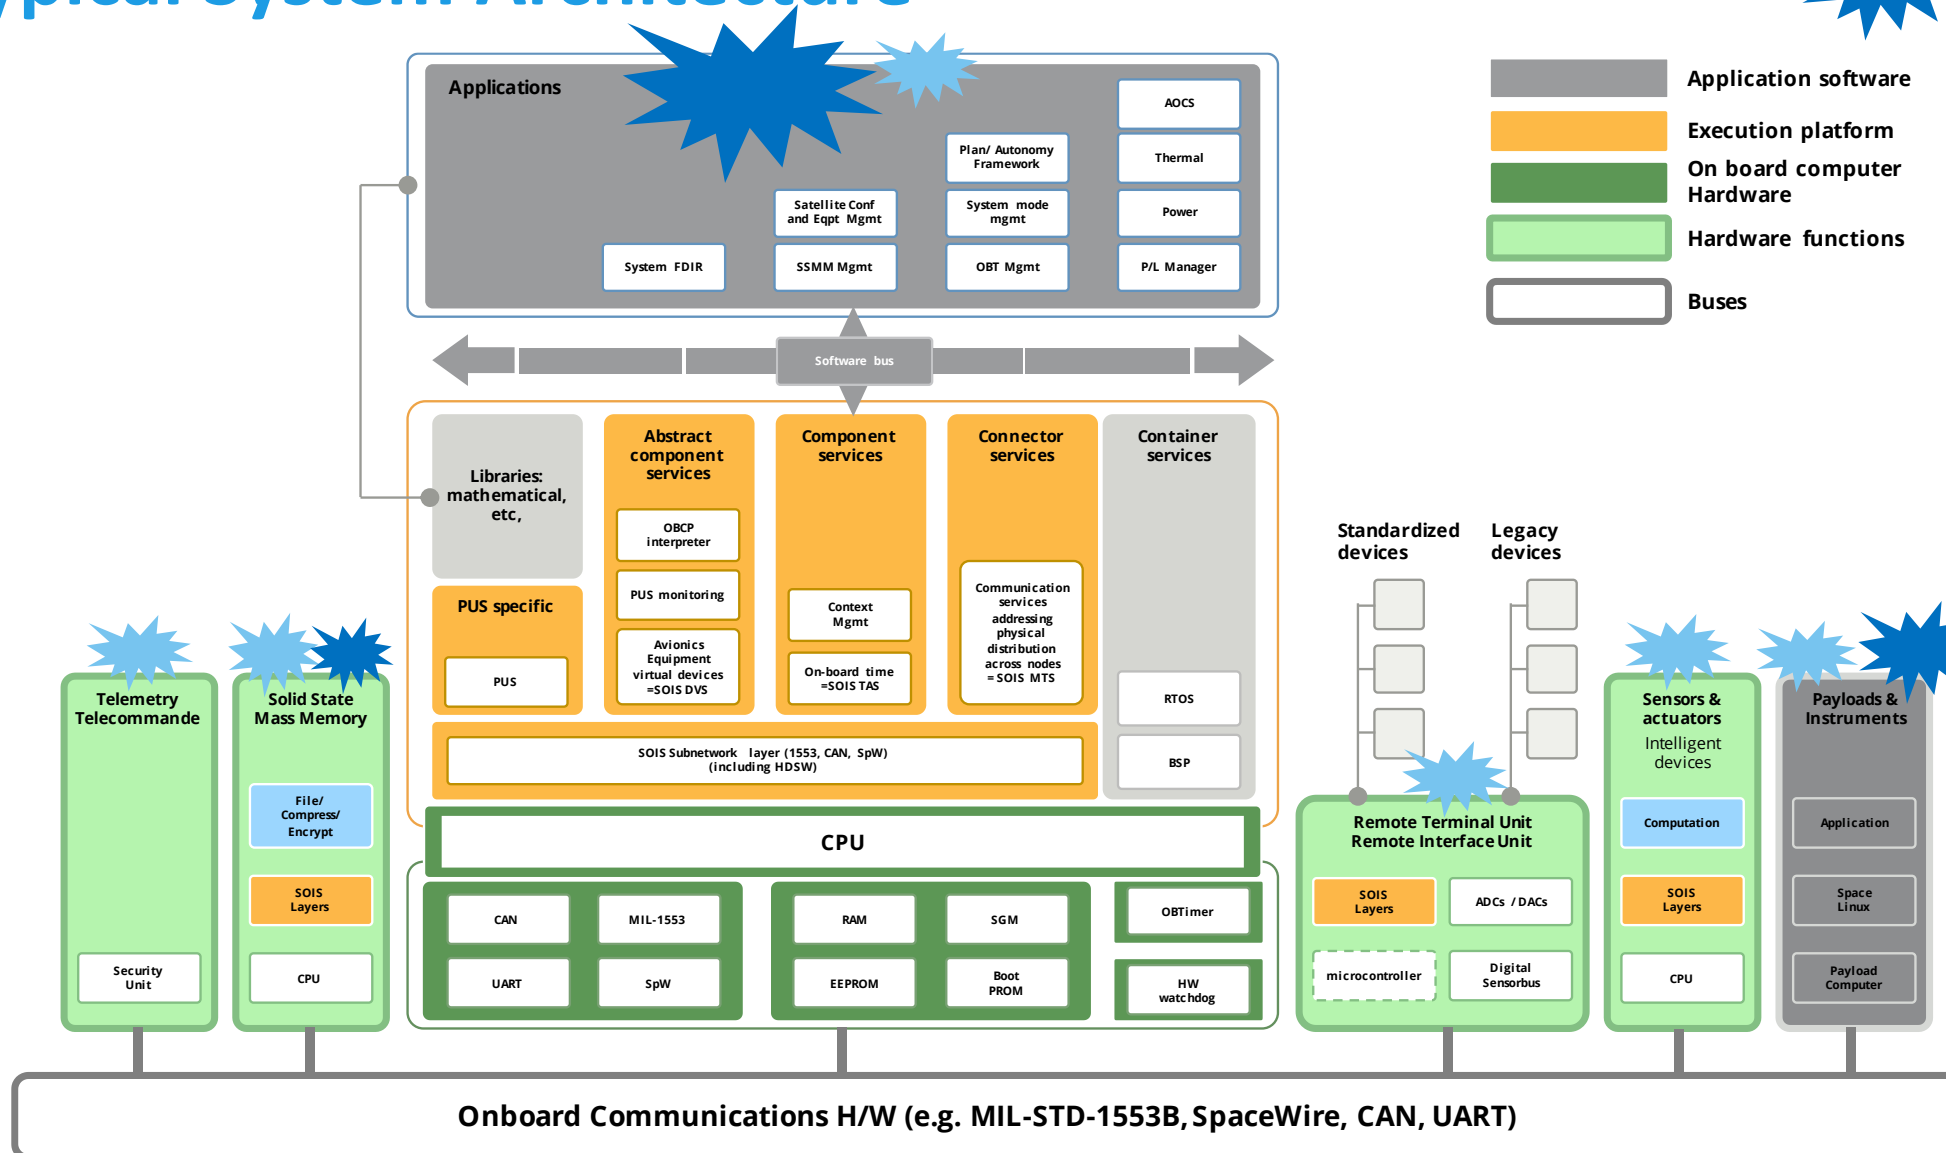 ypical System Architecture
Applications
AOCS
Plan/ Autonomy
Framework
Thermal
Satellite Conf
and Eqpt Mgmt
System mode
mgmt
Power
System FDIR
SSMM Mgmt
OBT Mgmt
P/L Manager
Application software
Execution platform
On board computer
Hardware
Hardware functions
Buses
Software bus
Libraries:
mathematical,
etc,
Abstract
component
services
Component
services
Connector
services
Container
services
OBCP
interpreter
PUS monitoring
Avionics
Equipment
virtual devices
=SOIS DVS
Context
Mgmt
On-board time
=SOIS TAS
Communication
services
addressing
physical
distribution
across nodes
= SOIS MTS
PUS specific
PUS
RTOS
BSP
SOIS Subnetwork layer (1553, CAN, SpW)
(including HDSW)
CPU
CAN
MIL-1553
UART
SpW
RAM
SGM
EEPROM
Boot
PROM
OBTimer
HW
watchdog
Telemetry
Telecommande
Security
Unit
Solid State
Mass Memory
File/
Compress/
Encrypt
SOIS
Layers
CPU
Standardized
devices
Legacy
devices
Remote Terminal Unit
Remote Interface Unit
SOIS
Layers
ADCs / DACs
microcontroller
Digital
Sensorbus
Sensors &
actuators
Intelligent
devices
Computation
SOIS
Layers
CPU
Payloads &
Instruments
Application
Space
Linux
Payload
Computer
Onboard Communications H/W (e.g. MIL-STD-1553B, SpaceWire, CAN, UART)